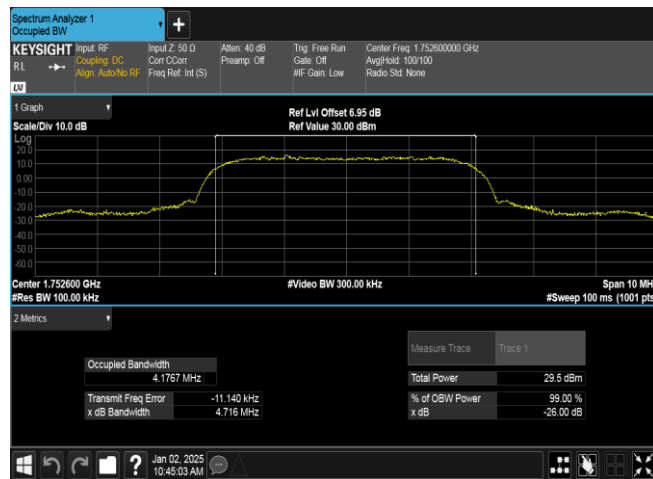 Spectrum Analyzer 1
Occupied BW
+
KEYSIGHT Input: RF Input Z: 50 Ω Atten: 40 dB Trig: Free Run Center Freq: 1.752600000 GHz
RL Coupling: DC Corr CCorr Preamp: Off Gate: Off Avg|Hold: 100/100
Align: Auto/No RF Freq Ref: Int (S) #IF Gain: Low Radio Std: None
LXI
1 Graph
Ref Lvl Offset 6.95 dB
Scale/Div 10.0 dB Ref Value 30.00 dBm
Log
20.0
10.0
0.00
-10.0
-20.0
-30.0
-40.0
-50.0
-60.0
Center 1.752600 GHz #Video BW 300.00 kHz Span 10 MH
#Res BW 100.00 kHz #Sweep 100 ms (1001 pts
2 Metrics
Measure Trace Trace 1
Occupied Bandwidth
4.1767 MHz
Total Power 29.5 dBm
Transmit Freq Error -11.140 kHz % of OBW Power 99.00 %
x dB Bandwidth 4.716 MHz x dB -26.00 dB
?
Jan 02, 2025
10:45:03 AM